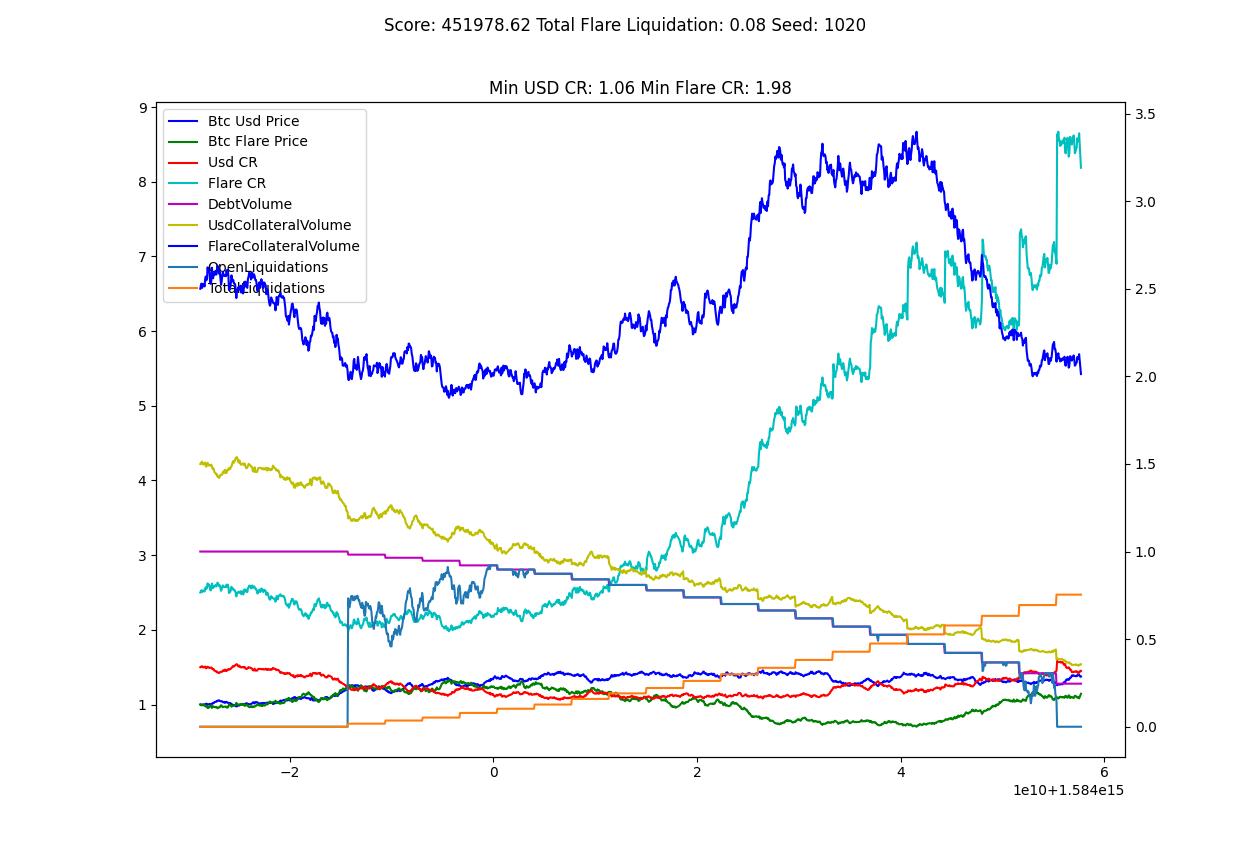 Score: 451978.62 Total Flare Liquidation: 0.08 Seed: 1020
Min USD CR: 1.06 Min Flare CR: 1.98
Btc Usd Price
Btc Flare Price
Usd CR
Flare CR
DebtVolume
UsdCollateralVolume
FlareCollateralVolume
OpenLiquidations
TotalLiquidations
9
8
7
6
5
4
3
2
1
3.5
3.0
2.5
2.0
1.5
1.0
0.5
0.0
−2 0 2 4 6
1e10+1.584e15